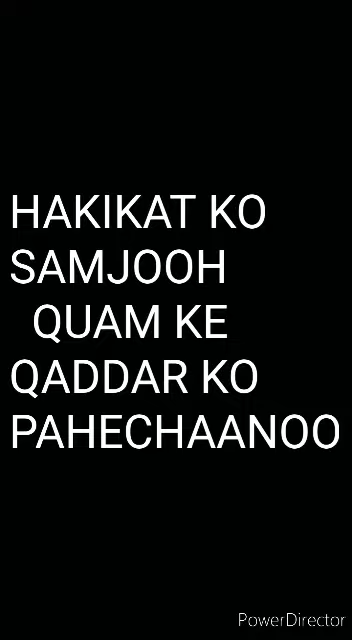 HAKIKAT KO
SAMJOOH
QUAM KE
QADDAR KO
PAHECHAANOO
PowerDirector